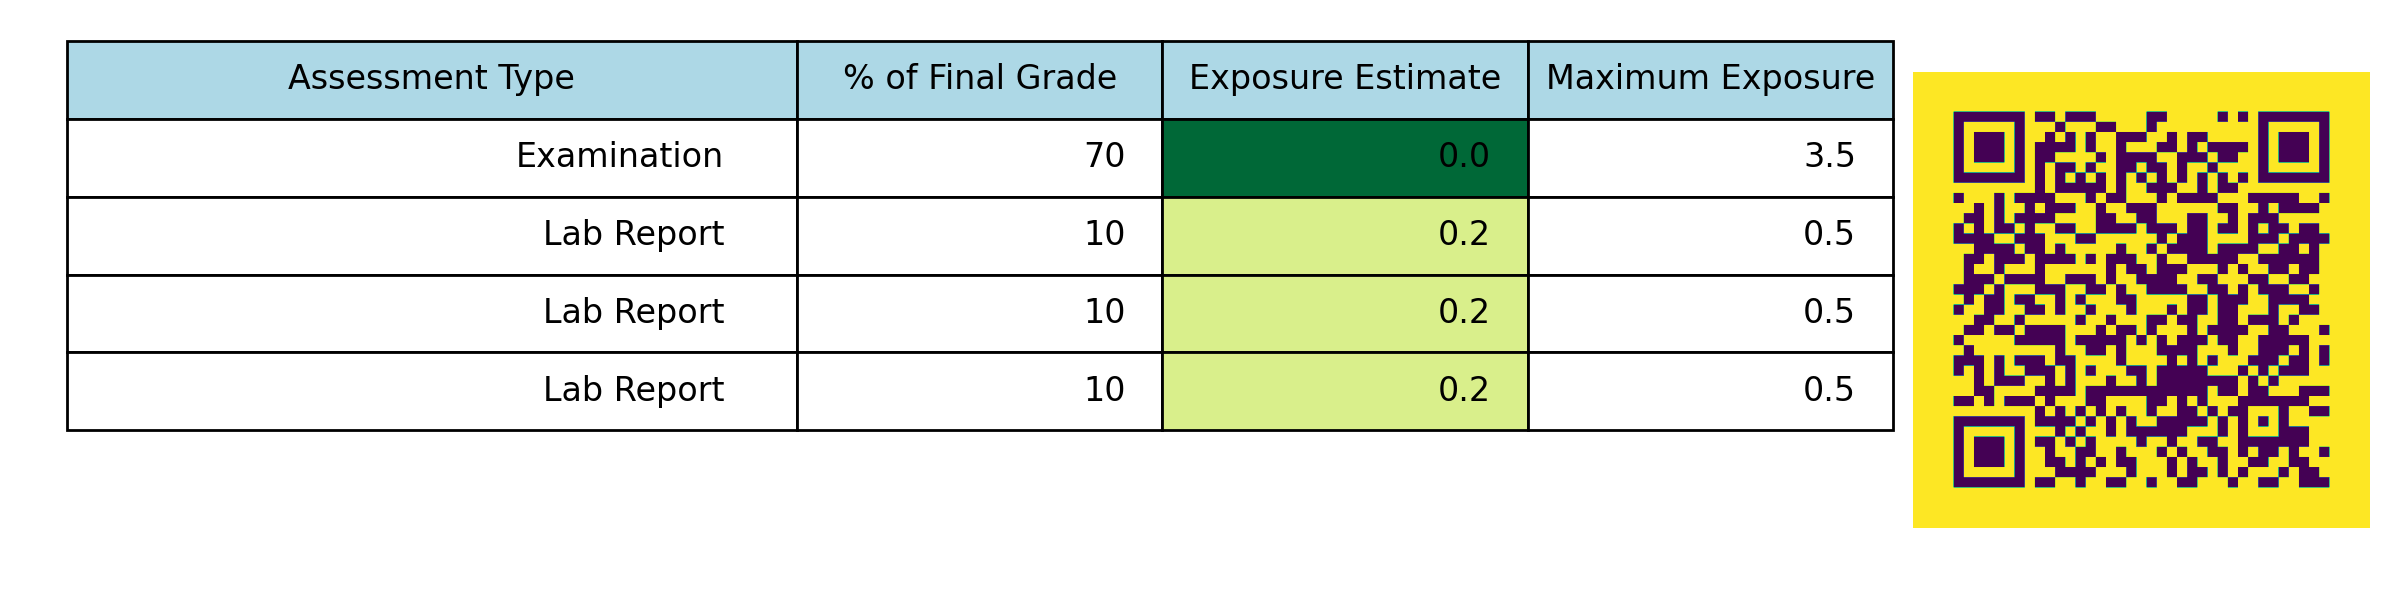 Assessment Type % of Final Grade Exposure Estimate Maximum Exposure
Examination 70 0.0 3.5
Lab Report 10 0.2 0.5
Lab Report 10 0.2 0.5
Lab Report 10 0.2 0.5